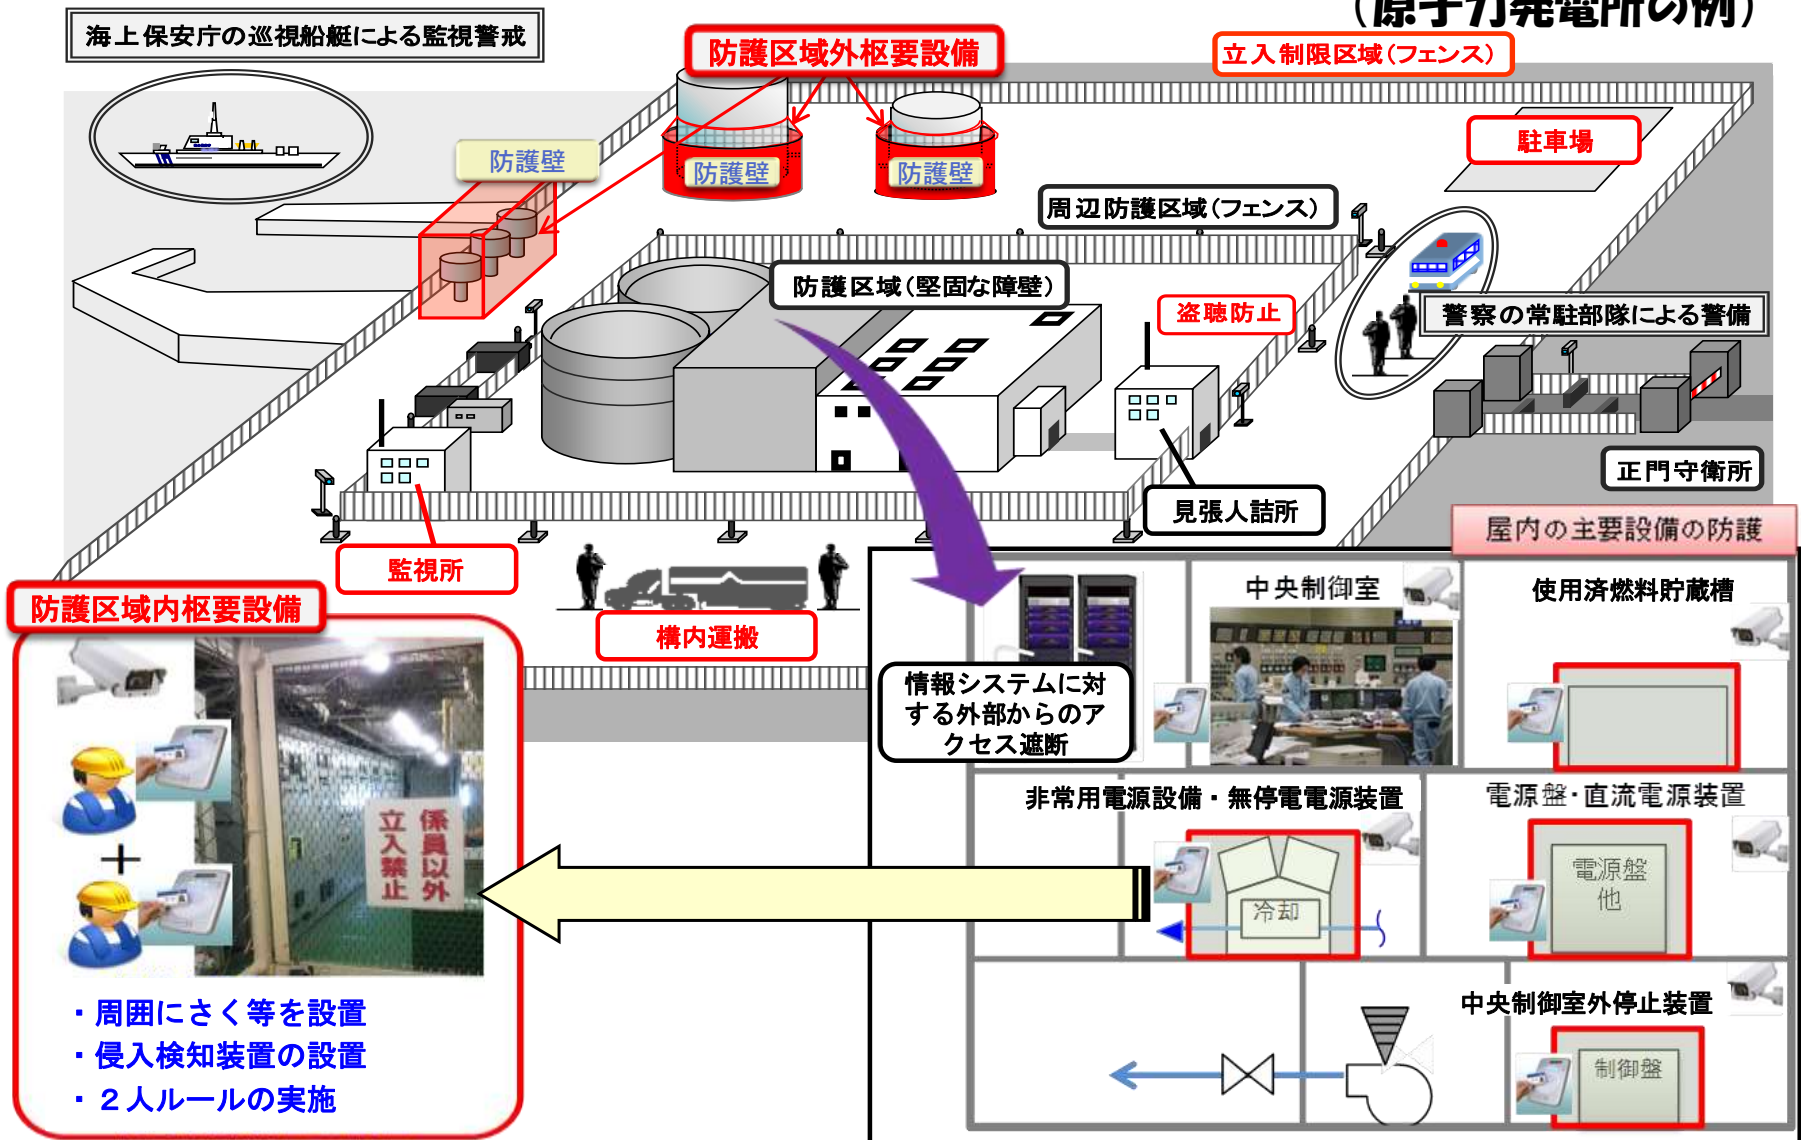 （原子力発電所の例）
海上保安庁の巡視船艇による監視警戒
防護区域外枢要設備
立入制限区域（フェンス）
駐車場
防護壁
防護壁
防護壁
周辺防護区域（フェンス）
防護区域（堅固な障壁）
盗聴防止
警察の常駐部隊による警備
正門守衛所
見張人詰所
監視所
構内運搬
屋内の主要設備の防護
防護区域内枢要設備
係員以外
立入禁止
・周囲にさく等を設置
・侵入検知装置の設置
・２人ルールの実施
情報システムに対
する外部からのア
クセス遮断
中央制御室
使用済燃料貯蔵槽
非常用電源設備・無停電電源装置
冷却
電源盤・直流電源装置
電源盤
他
中央制御室外停止装置
制御盤